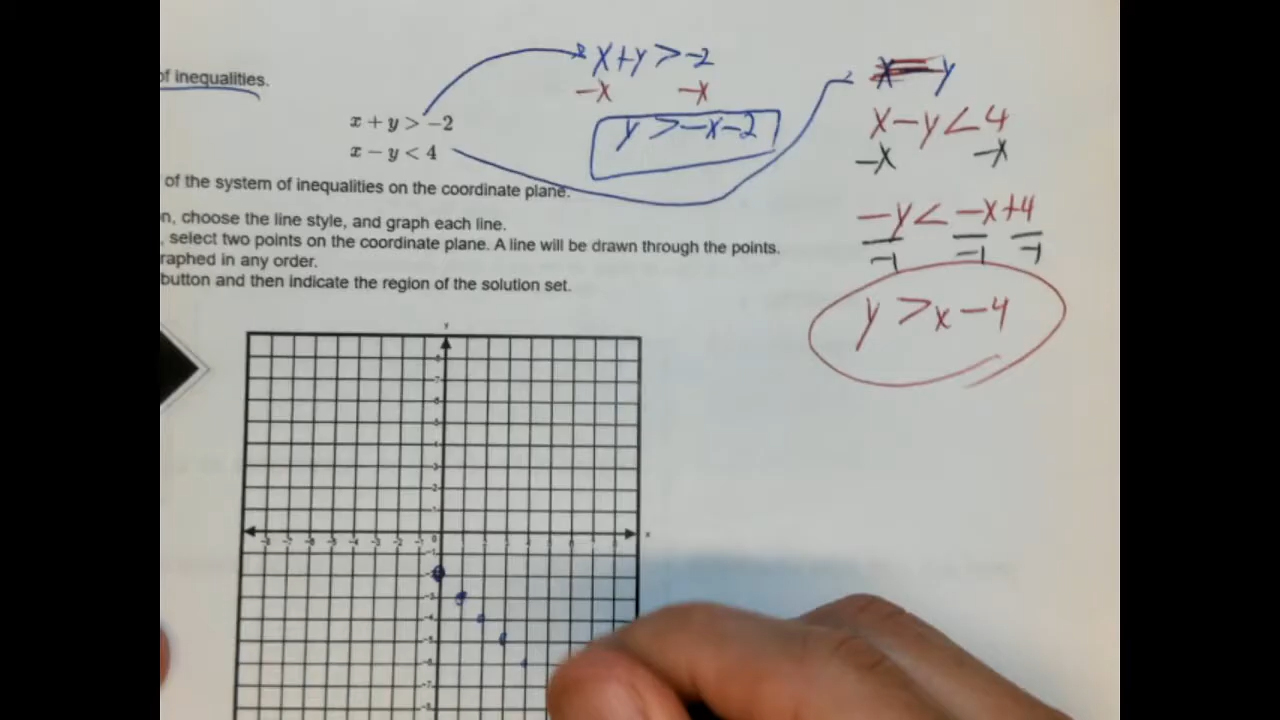 of inequalities.
x + y > -2
x - y < 4
of the system of inequalities on the coordinate plane.
n, choose the line style, and graph each line.
, select two points on the coordinate plane. A line will be drawn through the points.
raphed in any order.
button and then indicate the region of the solution set.
x+y > -2
-x -x
y > -x-2
x - y
x - y < 4
-x -x
-y < -x+4
-1 -1 -1
y > x - 4
y
x
0